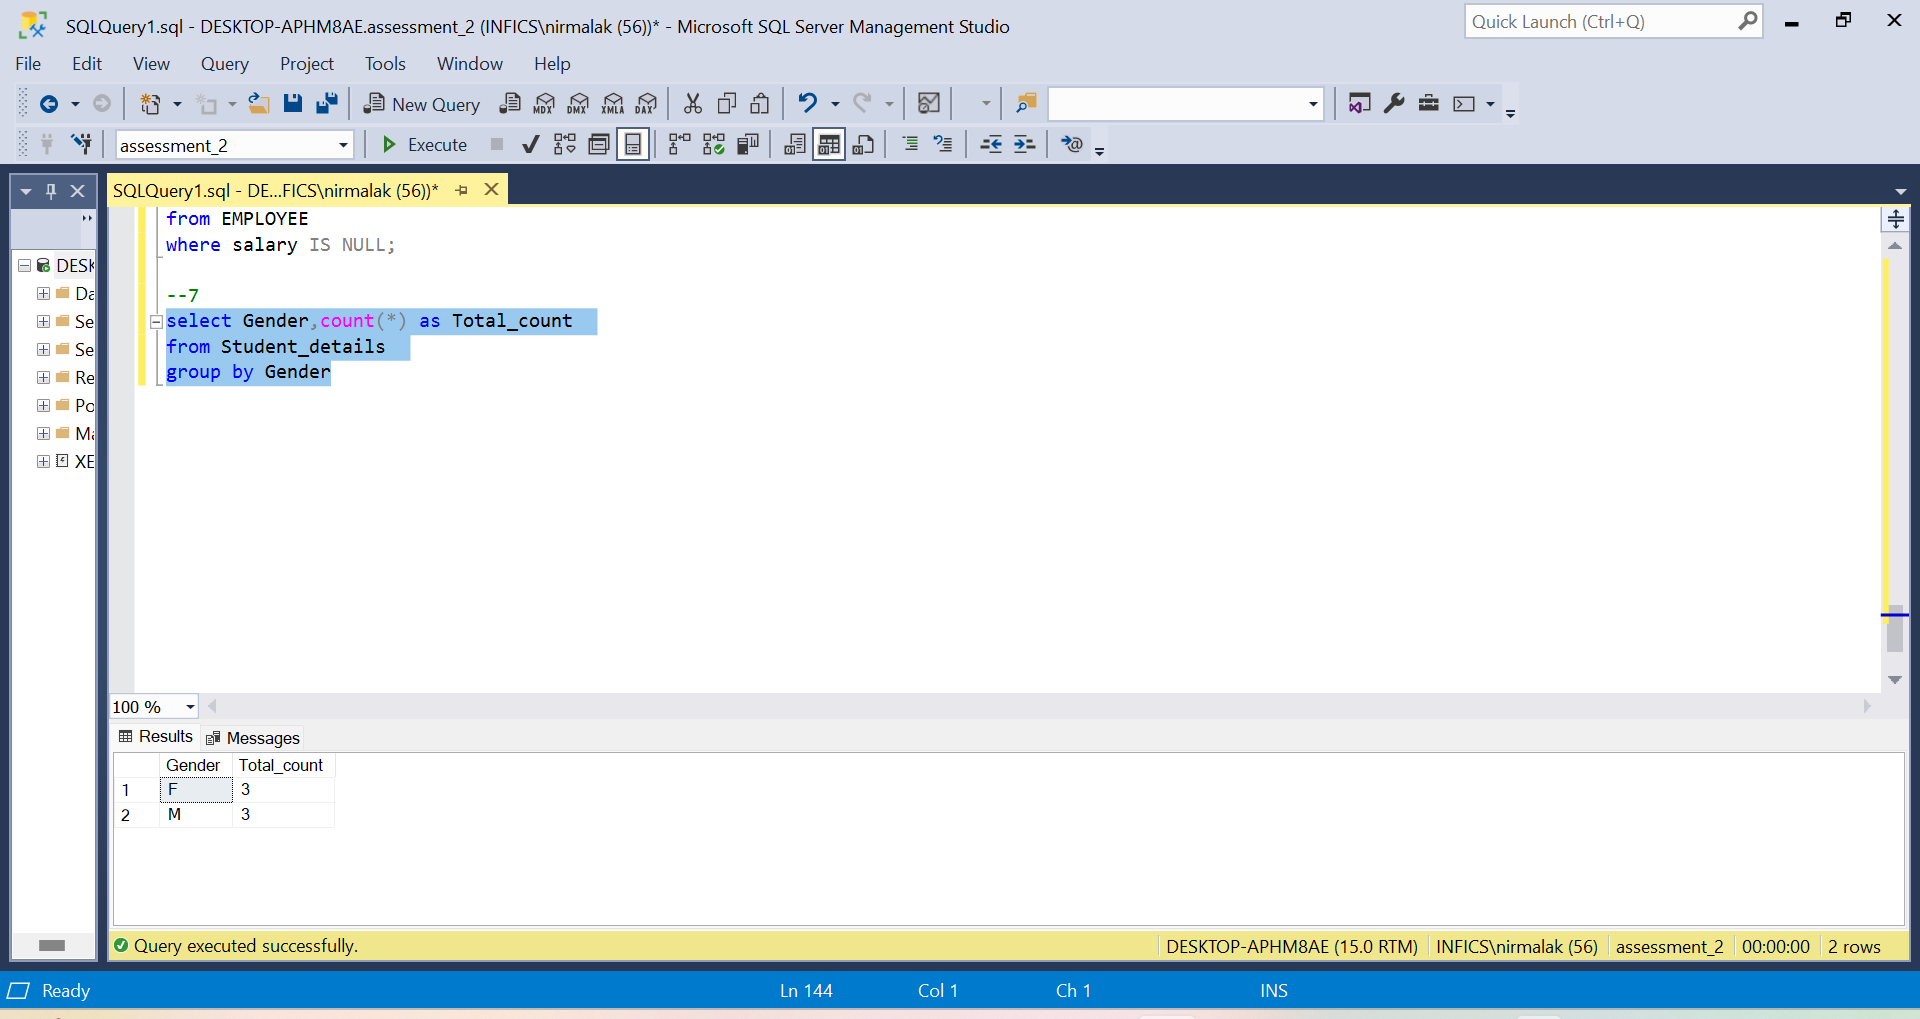 SQLQuery1.sql - DESKTOP-APHM8AE.assessment_2 (INFICS\nirmalak (56))* - Microsoft SQL Server Management Studio
Quick Launch (Ctrl+Q)
File Edit View Query Project Tools Window Help
New Query MDX DMX XMLA DAX
assessment_2 Execute
SQLQuery1.sql - DE...FICS\nirmalak (56))*
from EMPLOYEE
where salary IS NULL;
--7
select Gender,count(*) as Total_count
from Student_details
group by Gender
DESK
Da
Se
Se
Re
Po
Ma
XE
100 %
Results Messages
Gender Total_count
1 F 3
2 M 3
Query executed successfully. DESKTOP-APHM8AE (15.0 RTM) INFICS\nirmalak (56) assessment_2 00:00:00 2 rows
Ready Ln 144 Col 1 Ch 1 INS